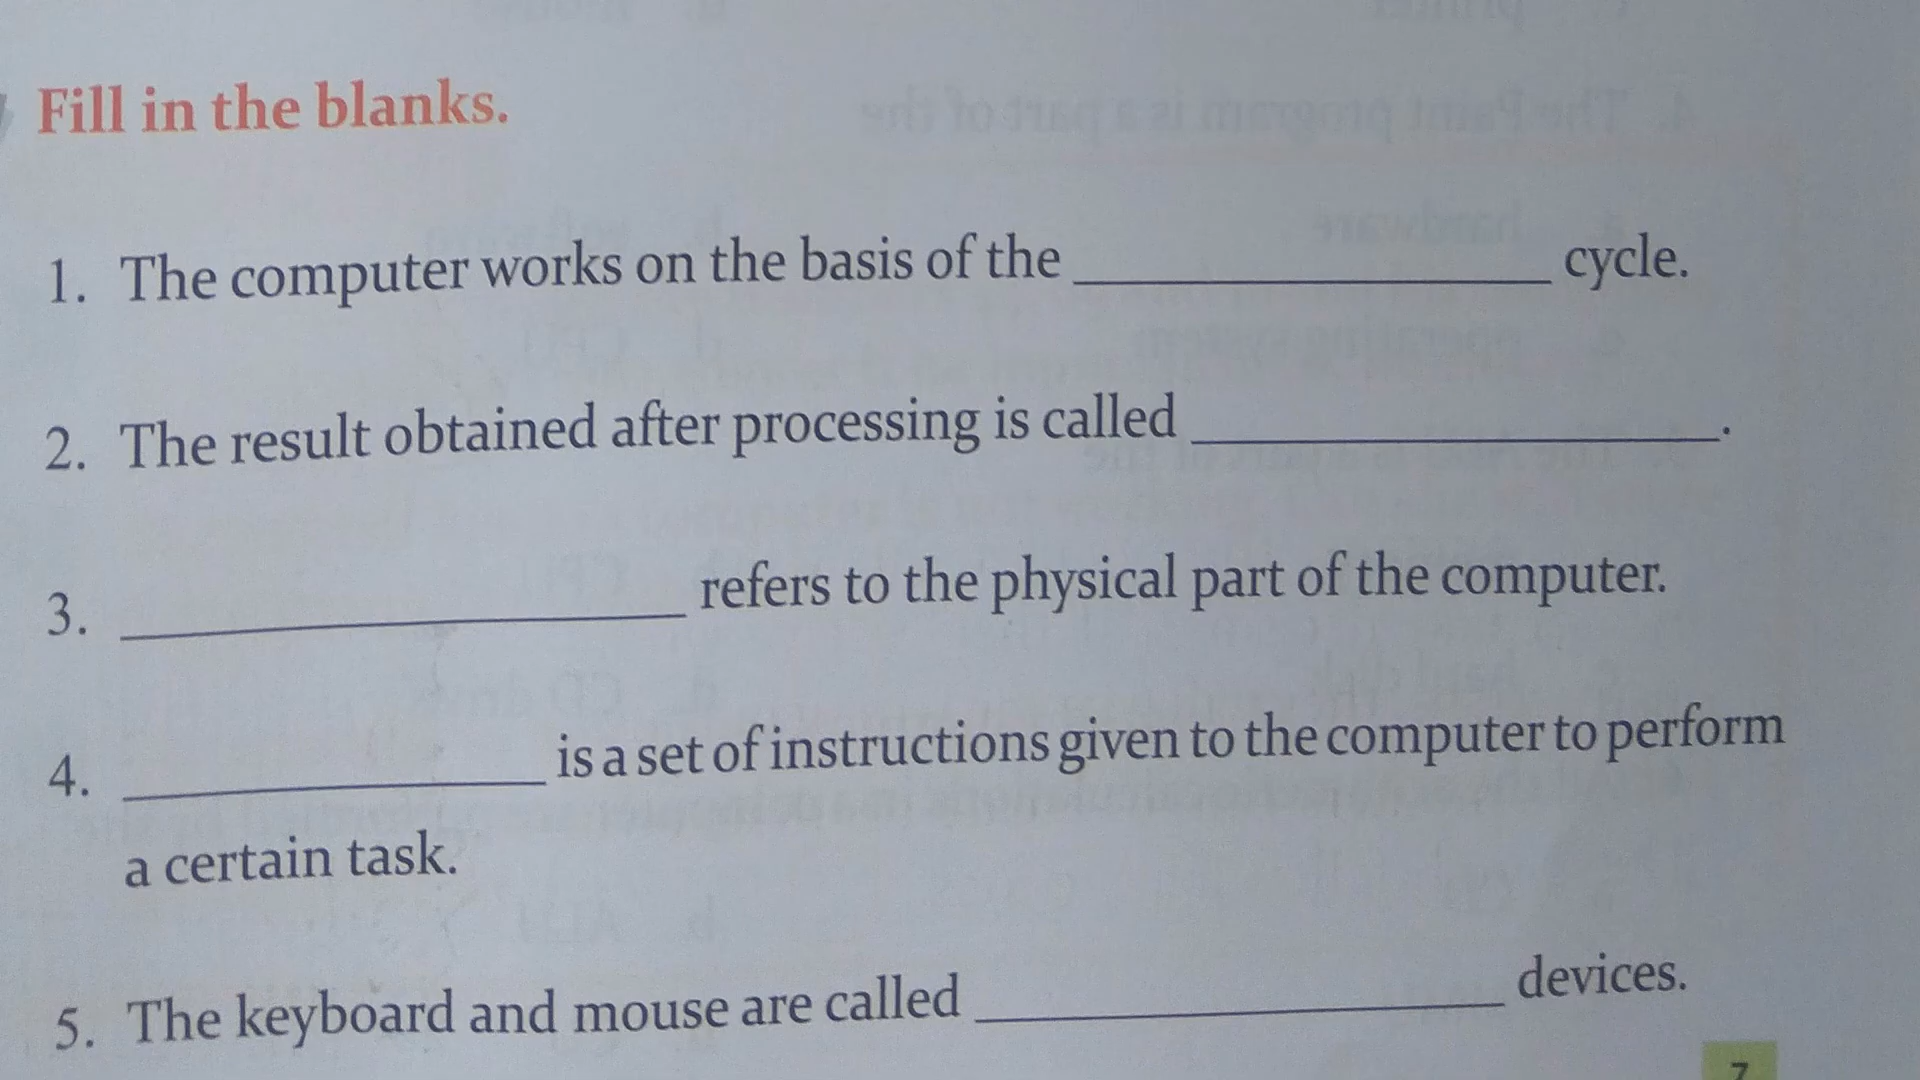 Fill in the blanks.
1. The computer works on the basis of the ____________ cycle.
2. The result obtained after processing is called ____________.
3. ____________ refers to the physical part of the computer.
4. ____________ is a set of instructions given to the computer to perform
a certain task.
5. The keyboard and mouse are called ____________ devices.
7